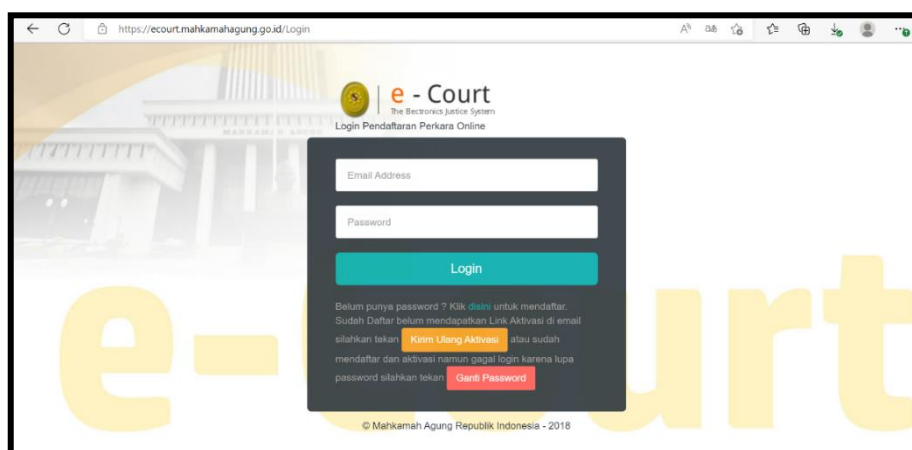 https://ecourt.mahkamahagung.go.id/Login
e - Court
The Electronics Justice System
Login Pendaftaran Perkara Online
MAHKAMAH AGUNG
Email Address
Password
Login
Belum punya password ? Klik disini untuk mendaftar.
Sudah Daftar belum mendapatkan Link Aktivasi di email
silahkan tekan Kirim Ulang Aktivasi atau sudah
mendaftar dan aktivasi namun gagal login karena lupa
password silahkan tekan Ganti Password
© Mahkamah Agung Republik Indonesia - 2018
e-Court